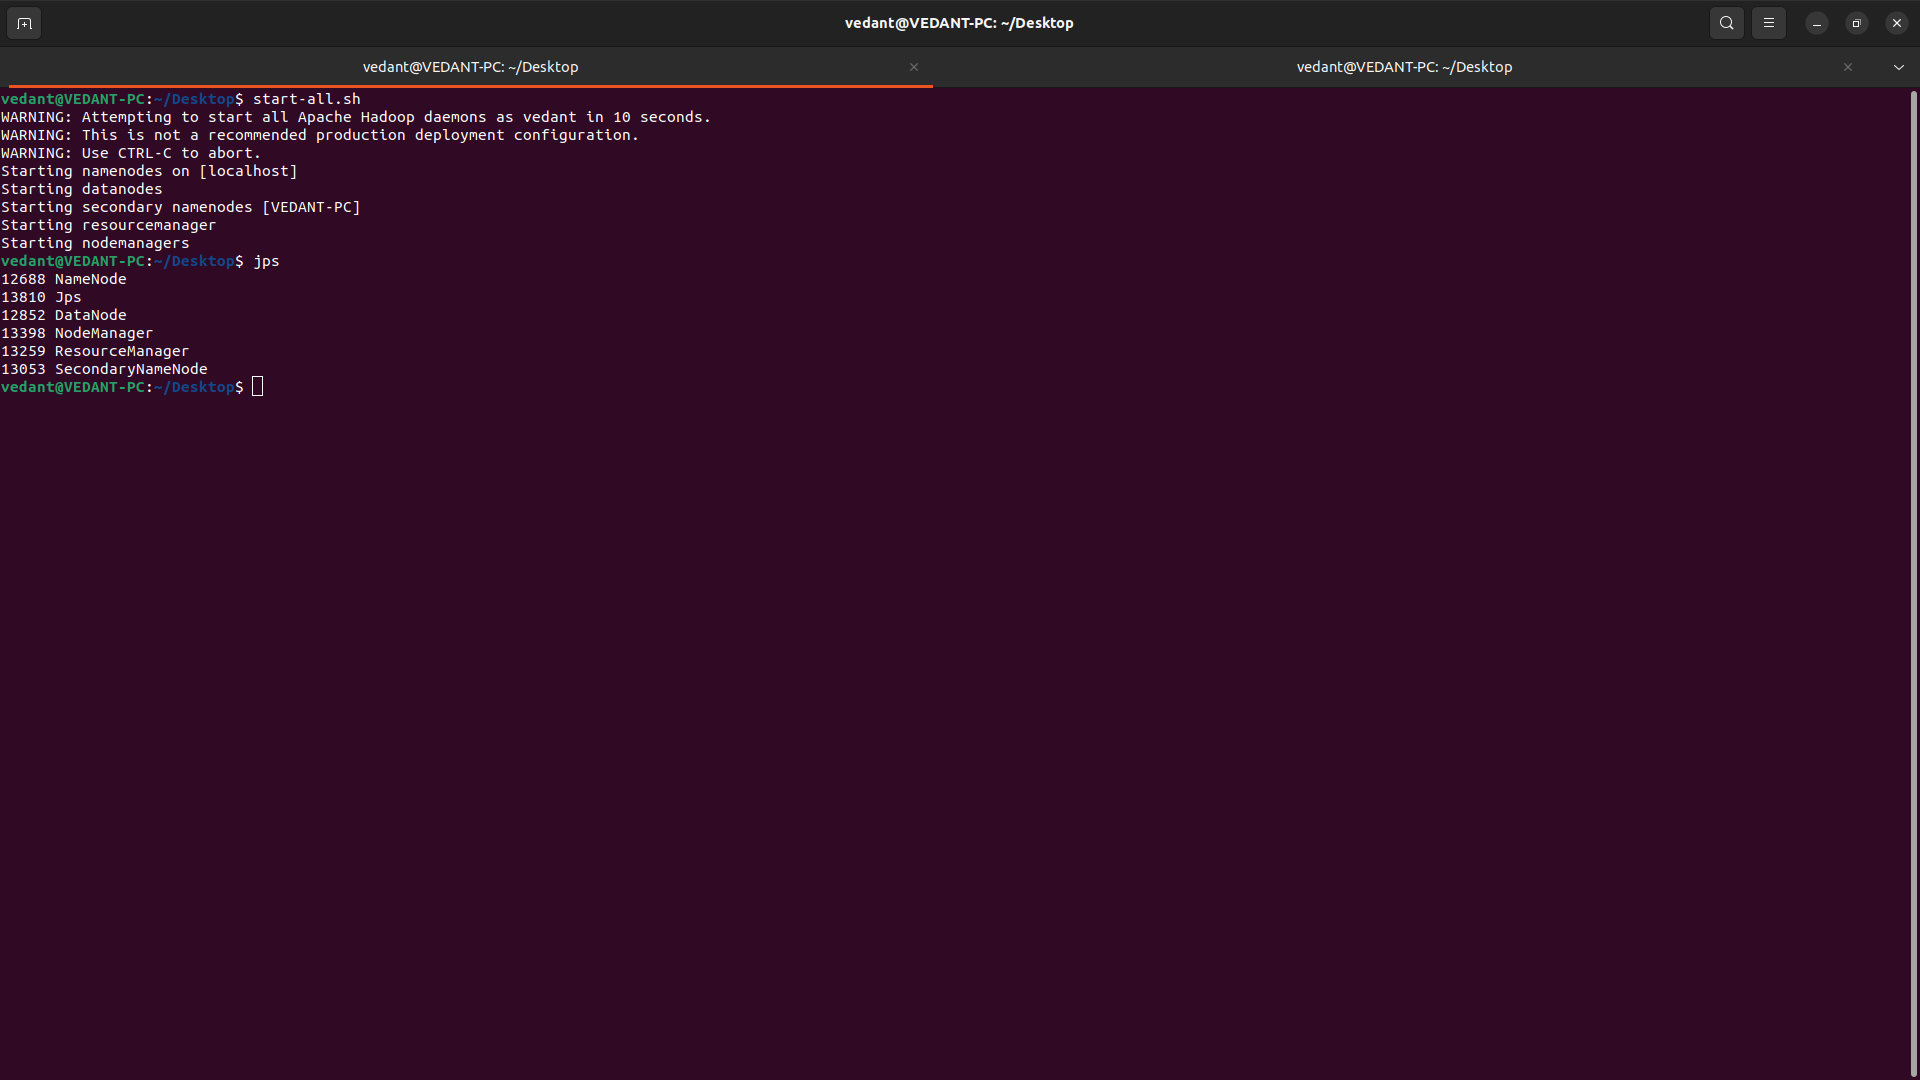 vedant@VEDANT-PC: ~/Desktop
vedant@VEDANT-PC: ~/Desktop
vedant@VEDANT-PC: ~/Desktop
vedant@VEDANT-PC:~/Desktop$ start-all.sh
WARNING: Attempting to start all Apache Hadoop daemons as vedant in 10 seconds.
WARNING: This is not a recommended production deployment configuration.
WARNING: Use CTRL-C to abort.
Starting namenodes on [localhost]
Starting datanodes
Starting secondary namenodes [VEDANT-PC]
Starting resourcemanager
Starting nodemanagers
vedant@VEDANT-PC:~/Desktop$ jps
12688 NameNode
13810 Jps
12852 DataNode
13398 NodeManager
13259 ResourceManager
13053 SecondaryNameNode
vedant@VEDANT-PC:~/Desktop$